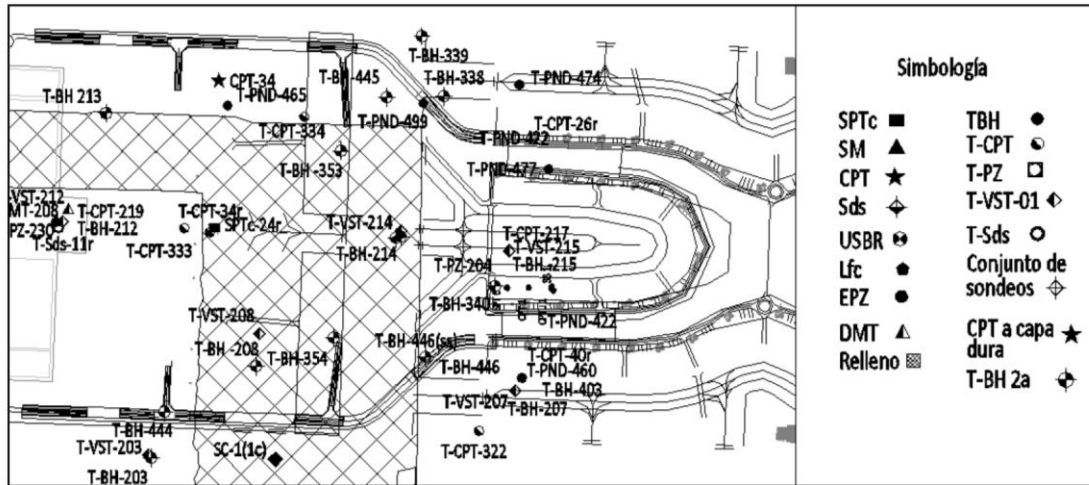 T-BH-339
T-BH-445
T-BH-338
T-PND-474
CPT-34
T-PND-465
T-BH 213
T-PND-499
T-CPT-334
T-CPT-26r
T-PND-422
T-BH-353
T-PND-477
-VST-212
MT-208
T-CPT-219
PZ-230
T-BH-212
T-Sds-11r
T-CPT-34r
SPTc-24r
T-CPT-333
T-VST-214
T-BH-214
T-CPT-217
T-VST-215
T-BH-215
T-PZ-204
T-BH-340
T-PND-422
T-VST-208
T-BH-208
T-BH-354
T-BH-446(ss)
T-BH-446
T-CPT-40r
T-PND-460
T-BH-403
T-VST-207
T-BH-207
T-BH-444
T-VST-203
T-BH-203
SC-1(1c)
T-CPT-322
Simbología
SPTc
SM
CPT
Sds
USBR
Lfc
EPZ
DMT
Relleno
TBH
T-CPT
T-PZ
T-VST-01
T-Sds
Conjunto de
sondeos
CPT a capa
dura
T-BH 2a